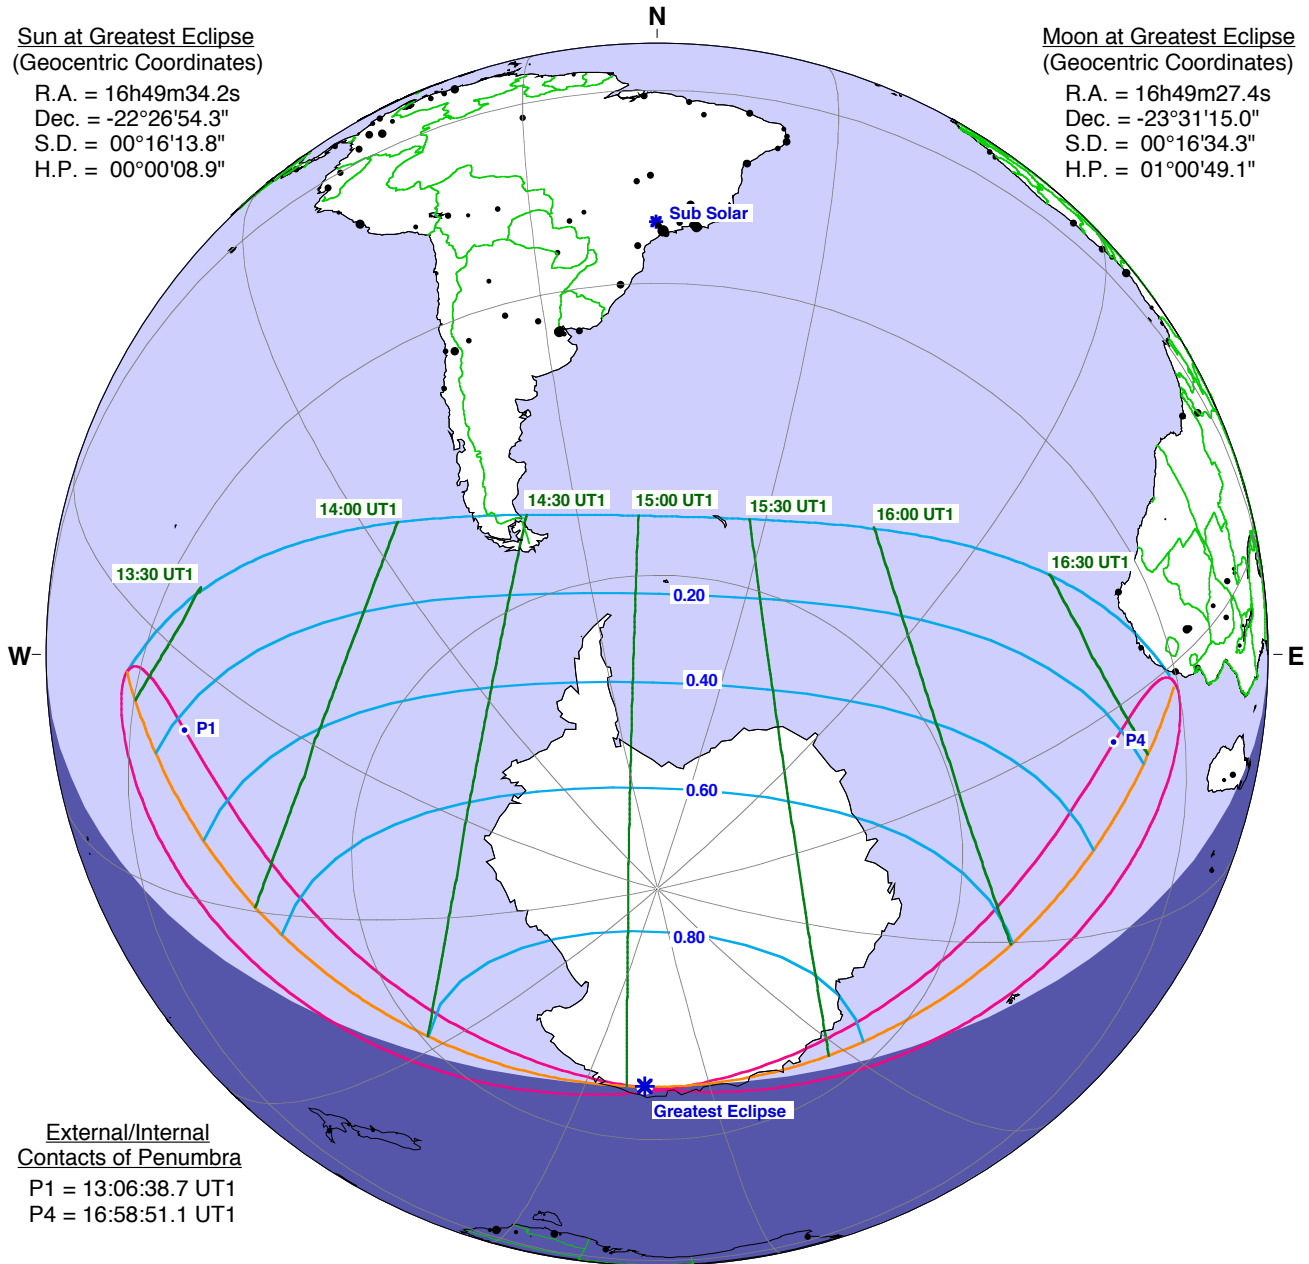 N
Sun at Greatest Eclipse
(Geocentric Coordinates)
R.A. = 16h49m34.2s
Dec. = -22°26'54.3"
S.D. = 00°16'13.8"
H.P. = 00°00'08.9"
Moon at Greatest Eclipse
(Geocentric Coordinates)
R.A. = 16h49m27.4s
Dec. = -23°31'15.0"
S.D. = 00°16'34.3"
H.P. = 01°00'49.1"
Sub Solar
13:30 UT1
14:00 UT1
14:30 UT1
15:00 UT1
15:30 UT1
16:00 UT1
16:30 UT1
0.20
W
E
0.40
P1
P4
0.60
0.80
Greatest Eclipse
External/Internal
Contacts of Penumbra
P1 = 13:06:38.7 UT1
P4 = 16:58:51.1 UT1